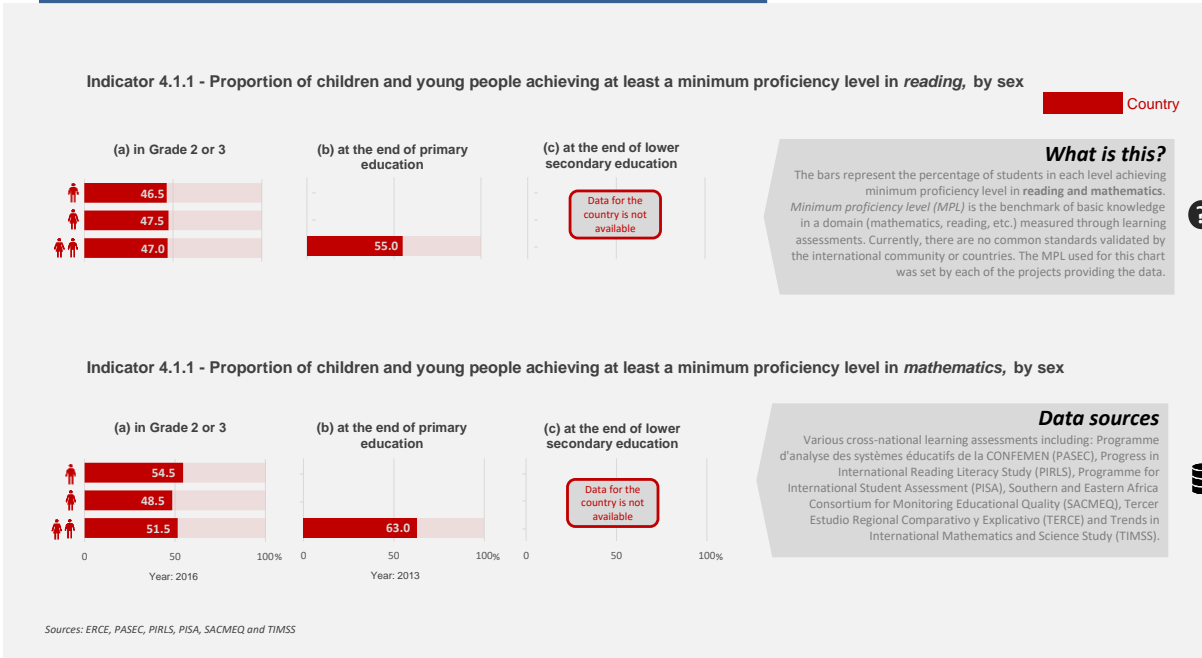 Indicator 4.1.1 - Proportion of children and young people achieving at least a minimum proficiency level in reading, by sex
Country
(a) in Grade 2 or 3
46.5
47.5
47.0
(b) at the end of primary
education
55.0
(c) at the end of lower
secondary education
Data for the
country is not
available
What is this?
The bars represent the percentage of students in each level achieving
minimum proficiency level in reading and mathematics.
Minimum proficiency level (MPL) is the benchmark of basic knowledge
in a domain (mathematics, reading, etc.) measured through learning
assessments. Currently, there are no common standards validated by
the international community or countries. The MPL used for this chart
was set by each of the projects providing the data.
?
Indicator 4.1.1 - Proportion of children and young people achieving at least a minimum proficiency level in mathematics, by sex
(a) in Grade 2 or 3
54.5
48.5
51.5
0 50 100%
Year: 2016
(b) at the end of primary
education
63.0
0 50 100%
Year: 2013
(c) at the end of lower
secondary education
Data for the
country is not
available
0 50 100%
Data sources
Various cross-national learning assessments including: Programme
d'analyse des systèmes éducatifs de la CONFEMEN (PASEC), Progress in
International Reading Literacy Study (PIRLS), Programme for
International Student Assessment (PISA), Southern and Eastern Africa
Consortium for Monitoring Educational Quality (SACMEQ), Tercer
Estudio Regional Comparativo y Explicativo (TERCE) and Trends in
International Mathematics and Science Study (TIMSS).
Sources: ERCE, PASEC, PIRLS, PISA, SACMEQ and TIMSS